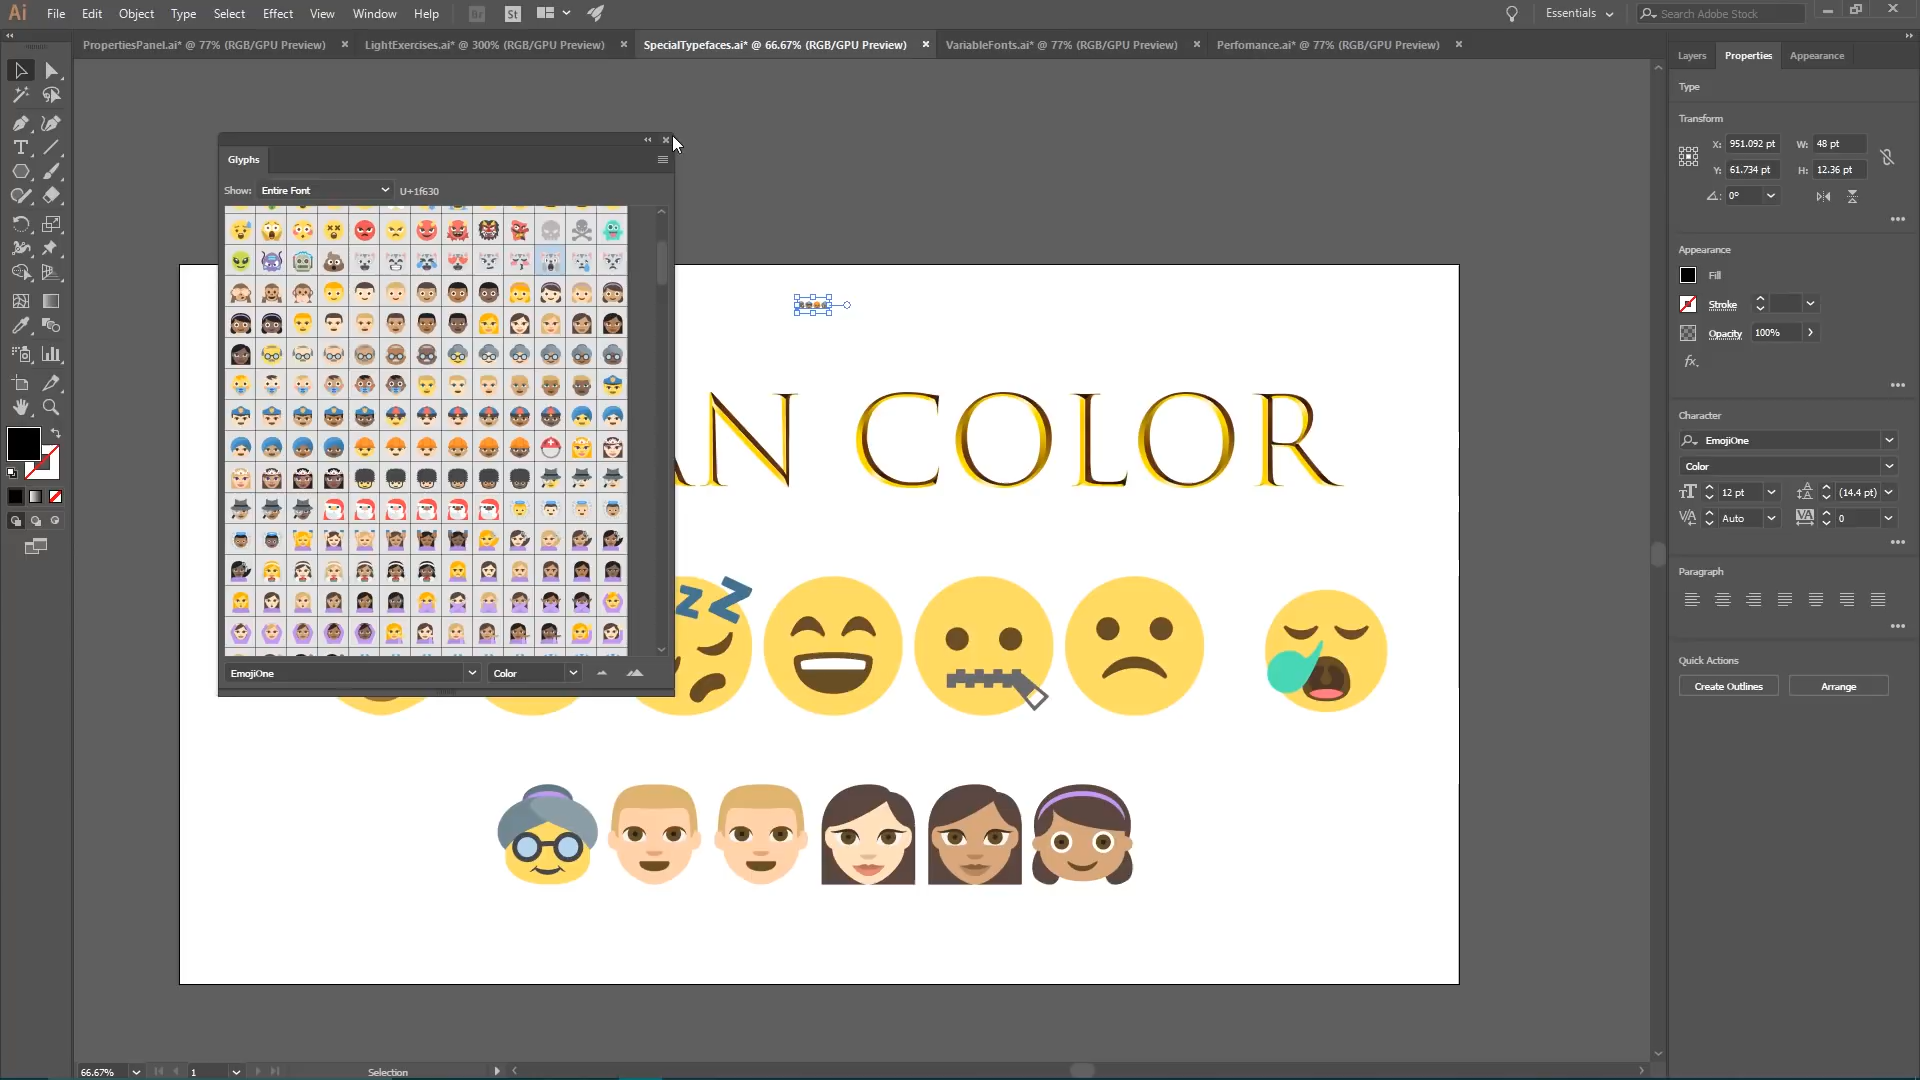 Ai File Edit Object Type Select Effect View Window Help Br St Essentials Search Adobe Stock
PropertiesPanel.ai* @ 77% (RGB/GPU Preview) LightExercises.ai* @ 300% (RGB/GPU Preview) SpecialTypefaces.ai* @ 66.67% (RGB/GPU Preview) VariableFonts.ai* @ 77% (RGB/GPU Preview) Perfomance.ai* @ 77% (RGB/GPU Preview)
Layers Properties Appearance
Type
Transform
X: 951.092 pt W: 48 pt
Y: 61.734 pt H: 12.36 pt
0°
Appearance
Fill
Stroke
Opacity 100%
fx.
Character
EmojiOne
Color
12 pt (14.4 pt)
Auto 0
Paragraph
Quick Actions
Create Outlines Arrange
Glyphs
Show: Entire Font U+1f630
EmojiOne Color
AN COLOR
zZ
66.67% 1 Selection